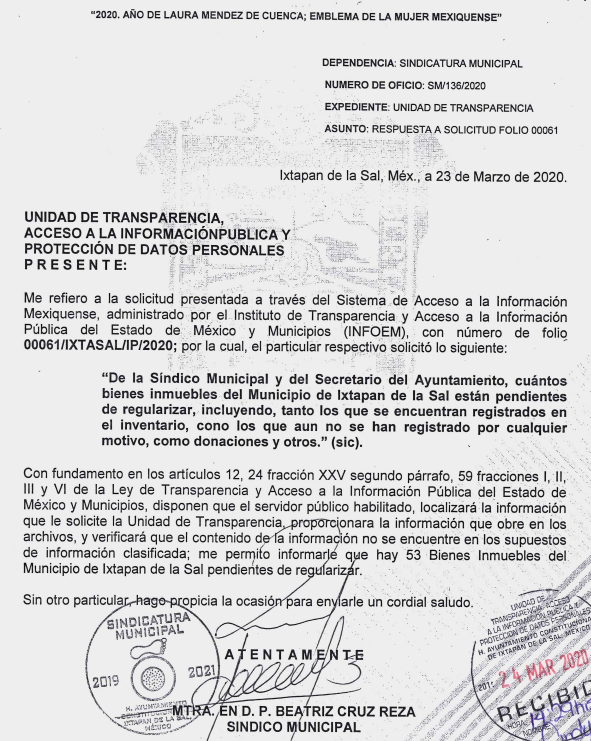 “2020. AÑO DE LAURA MENDEZ DE CUENCA; EMBLEMA DE LA MUJER MEXIQUENSE”
DEPENDENCIA: SINDICATURA MUNICIPAL
NUMERO DE OFICIO: SM/136/2020
EXPEDIENTE: UNIDAD DE TRANSPARENCIA
ASUNTO: RESPUESTA A SOLICITUD FOLIO 00061
Ixtapan de la Sal, Méx., a 23 de Marzo de 2020.
UNIDAD DE TRANSPARENCIA,
ACCESO A LA INFORMACIÓNPUBLICA Y
PROTECCIÓN DE DATOS PERSONALES
P R E S E N T E:
Me refiero a la solicitud presentada a través del Sistema de Acceso a la Información
Mexiquense, administrado por el Instituto de Transparencia y Acceso a la Información
Pública del Estado de México y Municipios (INFOEM), con número de folio
00061/IXTASAL/IP/2020; por la cual, el particular respectivo solicitó lo siguiente:
“De la Síndico Municipal y del Secretario del Ayuntamiento, cuántos
bienes inmuebles del Municipio de Ixtapan de la Sal están pendientes
de regularizar, incluyendo, tanto los que se encuentran registrados en
el inventario, cono los que aun no se han registrado por cualquier
motivo, como donaciones y otros.” (sic).
Con fundamento en los artículos 12, 24 fracción XXV segundo párrafo, 59 fracciones I, II,
III y VI de la Ley de Transparencia y Acceso a la Información Pública del Estado de
México y Municipios, disponen que el servidor público habilitado, localizará la información
que le solicite la Unidad de Transparencia, proporcionara la información que obre en los
archivos, y verificará que el contenido de la información no se encuentre en los supuestos
de información clasificada; me permito informarle que hay 53 Bienes Inmuebles del
Municipio de Ixtapan de la Sal pendientes de regularizar.
Sin otro particular, hago propicia la ocasión para enviarle un cordial saludo.
SINDICATURA
MUNICIPAL
2019 2021
H. AYUNTAMIENTO
CONSTITUCIONAL
IXTAPAN DE LA SAL,
MÉXICO
A T E N T A M E N T E
MTRA. EN D. P. BEATRIZ CRUZ REZA
SINDICO MUNICIPAL
UNIDAD DE
TRANSPARENCIA, ACCESO
A LA INFORMACIÓN PUBLICA Y
PROTECCIÓN DE DATOS PERSONALES
H. AYUNTAMIENTO CONSTITUCIONA
DE IXTAPAN DE LA SAL, MÉXICO
24 MAR 2020
RECIBID
HORA:
NOMBRE: